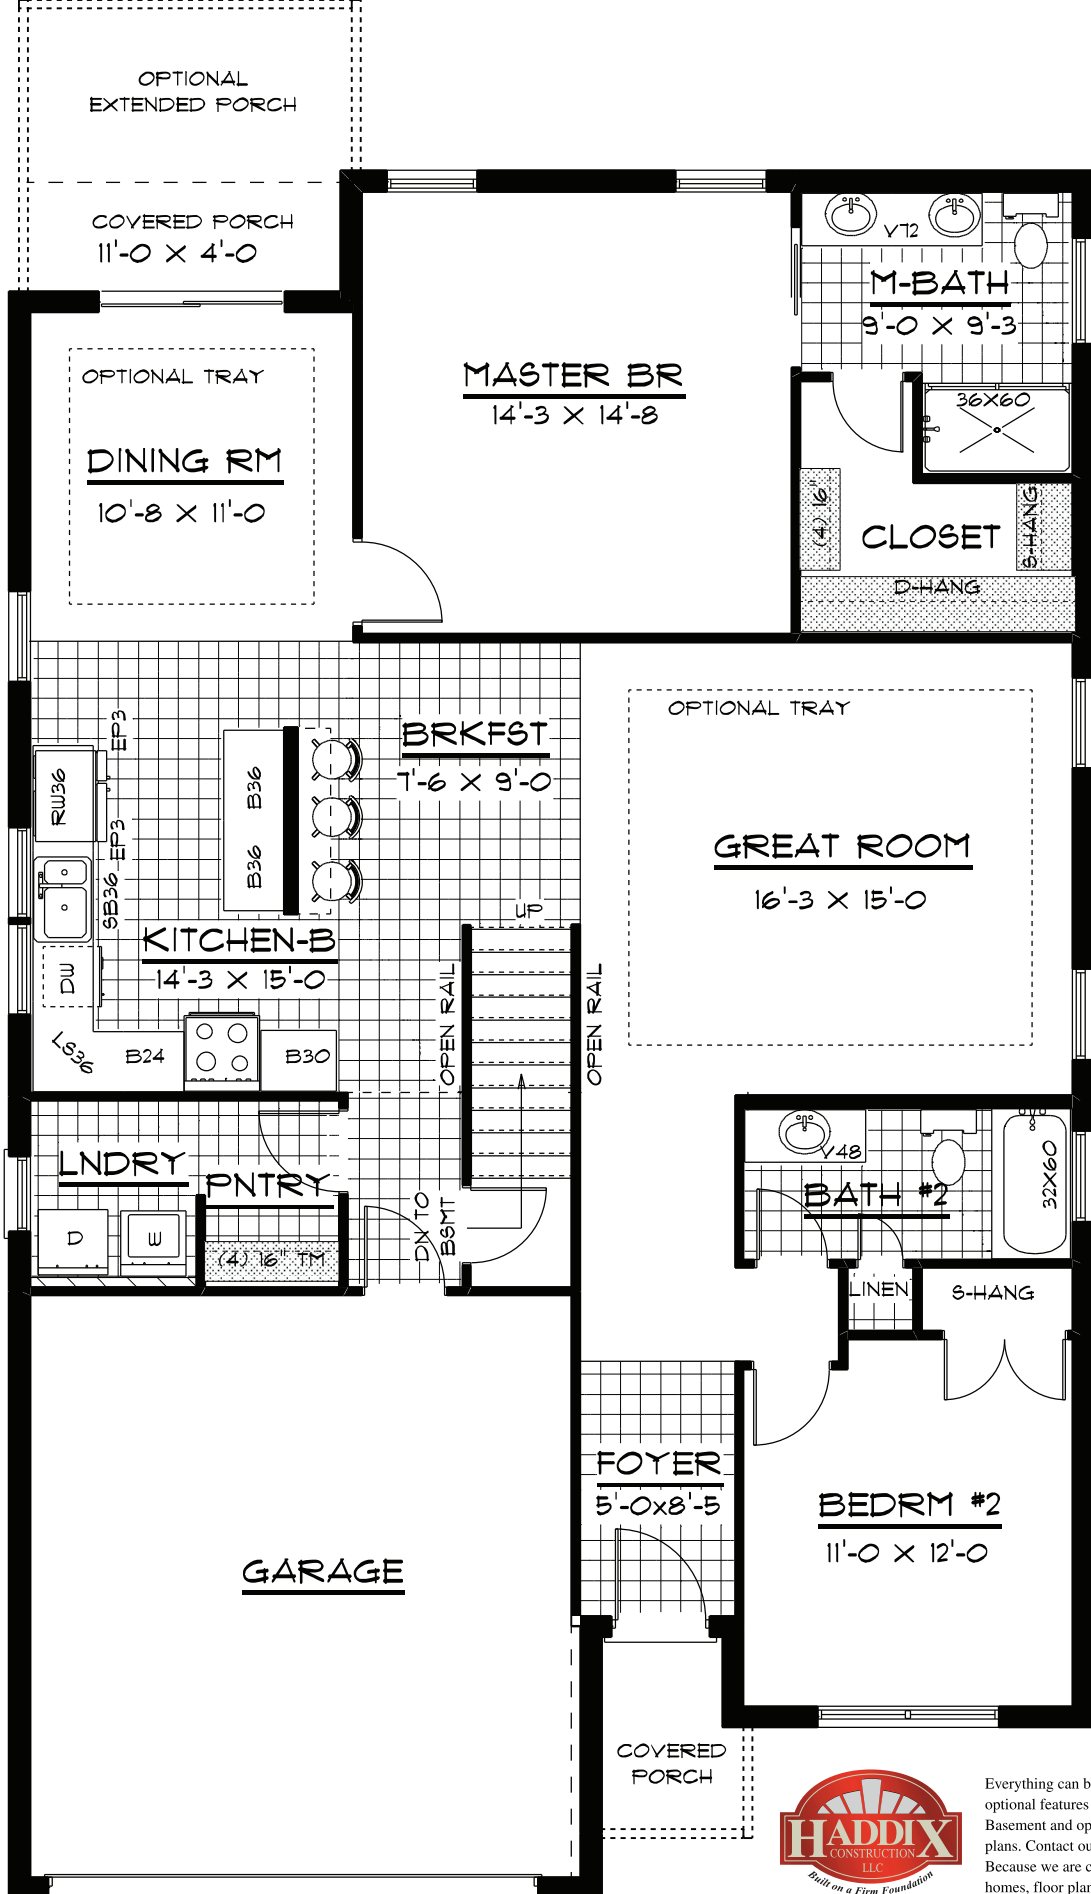 OPTIONAL
EXTENDED PORCH
COVERED PORCH
11'-0 X 4'-0
V72
M-BATH
9'-0 X 9'-3
OPTIONAL TRAY
MASTER BR
14'-3 X 14'-8
36X60
DINING RM
10'-8 X 11'-0
(4) 16"
CLOSET
S-HANG
D-HANG
OPTIONAL TRAY
EP3
BRKFST
7'-6 X 9'-0
RW36
B36
EP3
B36
GREAT ROOM
16'-3 X 15'-0
SB36
UP
KITCHEN-B
14'-3 X 15'-0
DW
OPEN RAIL
OPEN RAIL
LS36
B24
B30
V48
LNDRY
PNTRY
BATH #2
32X60
DN TO
BSMT
D
W
(4) 16" TM
LINEN
S-HANG
FOYER
5'-0x8'-5
BEDRM #2
11'-0 X 12'-0
GARAGE
COVERED
PORCH
HADDIX
CONSTRUCTION
LLC
Built on a Firm Foundation
Everything can b
optional features
Basement and op
plans. Contact ou
Because we are c
homes, floor plan